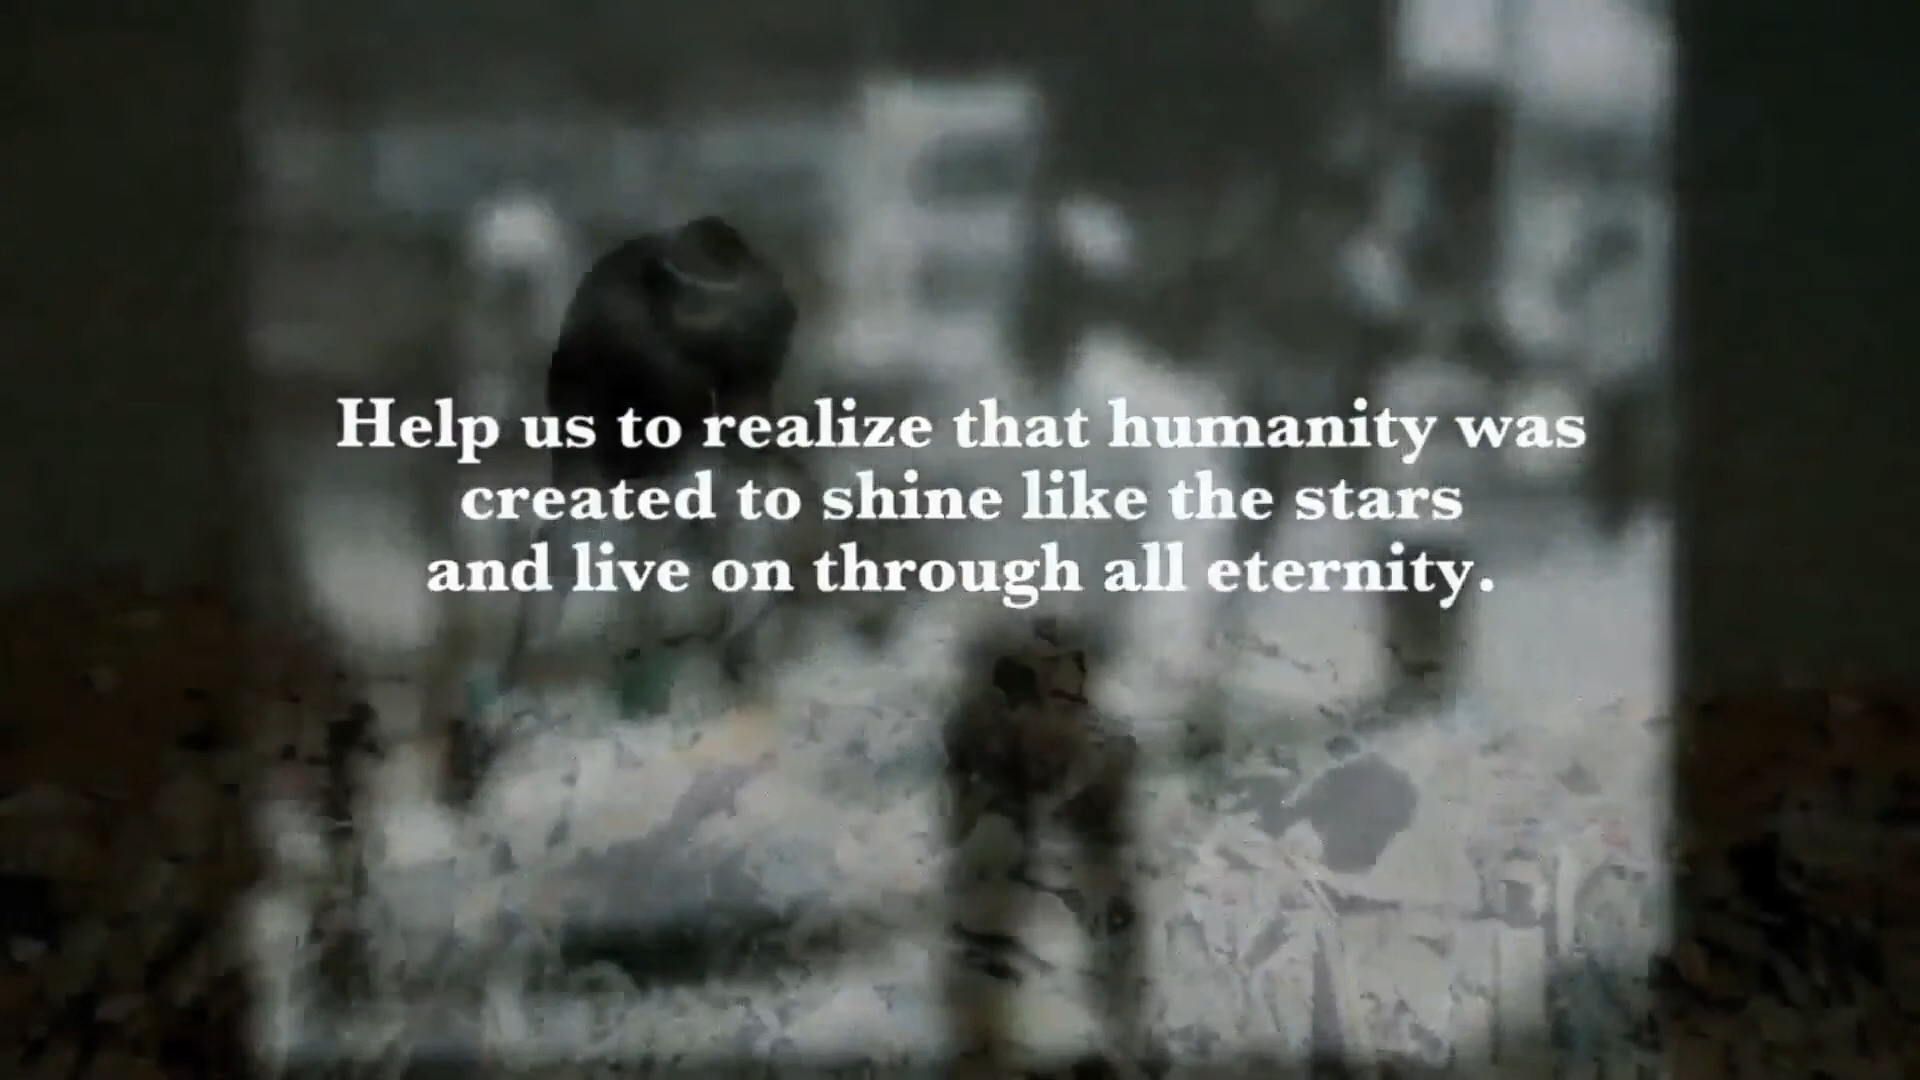 Help us to realize that humanity was
created to shine like the stars
and live on through all eternity.